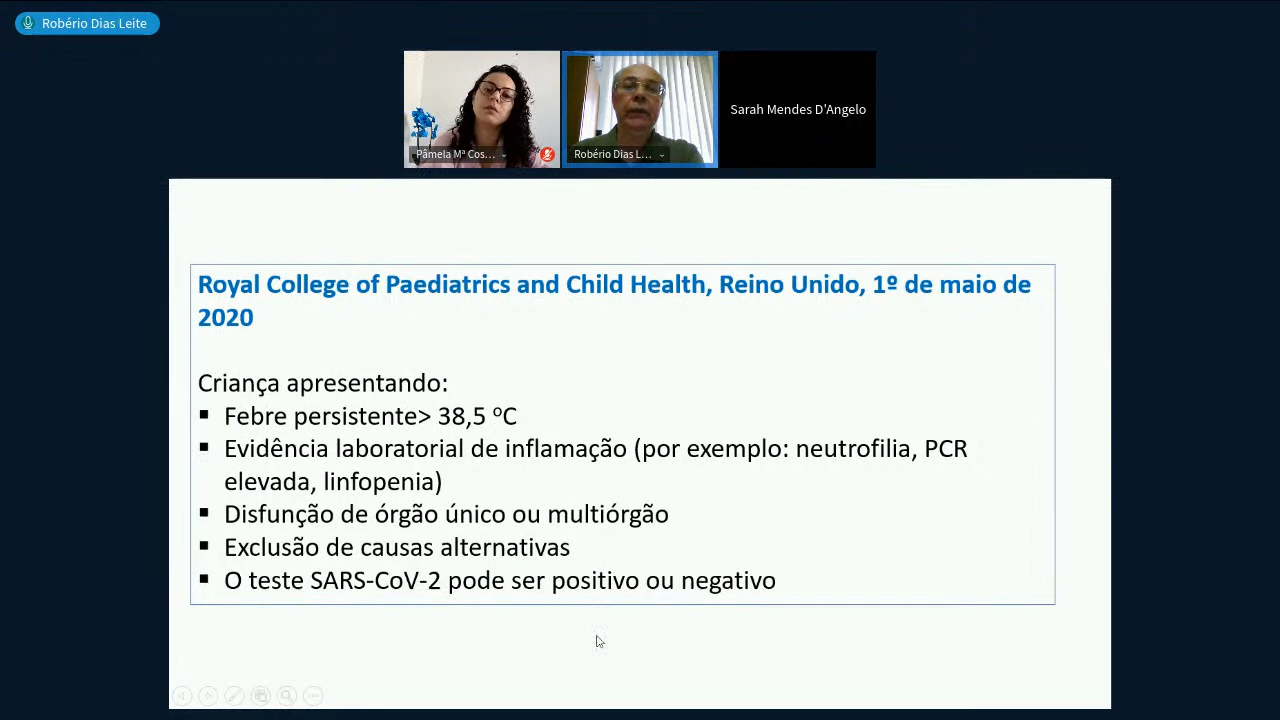 Robério Dias Leite
Pâmela Mª Cos...
Robério Dias L...
Sarah Mendes D'Angelo
Royal College of Paediatrics and Child Health, Reino Unido, 1º de maio de
2020
Criança apresentando:
▪ Febre persistente> 38,5 ºC
▪ Evidência laboratorial de inflamação (por exemplo: neutrofilia, PCR
elevada, linfopenia)
▪ Disfunção de órgão único ou multiórgão
▪ Exclusão de causas alternativas
▪ O teste SARS-CoV-2 pode ser positivo ou negativo